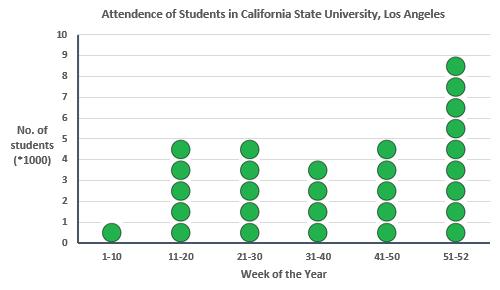 Attendence of Students in California State University, Los Angeles
10
9
8
7
6
5
4
3
2
1
0
No. of
students
(*1000)
1-10 11-20 21-30 31-40 41-50 51-52
Week of the Year